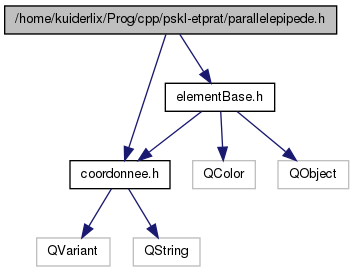 /home/kuiderlix/Prog/cpp/pskl-etprat/parallelepipede.h
elementBase.h
coordonnee.h
QColor
QObject
QVariant
QString